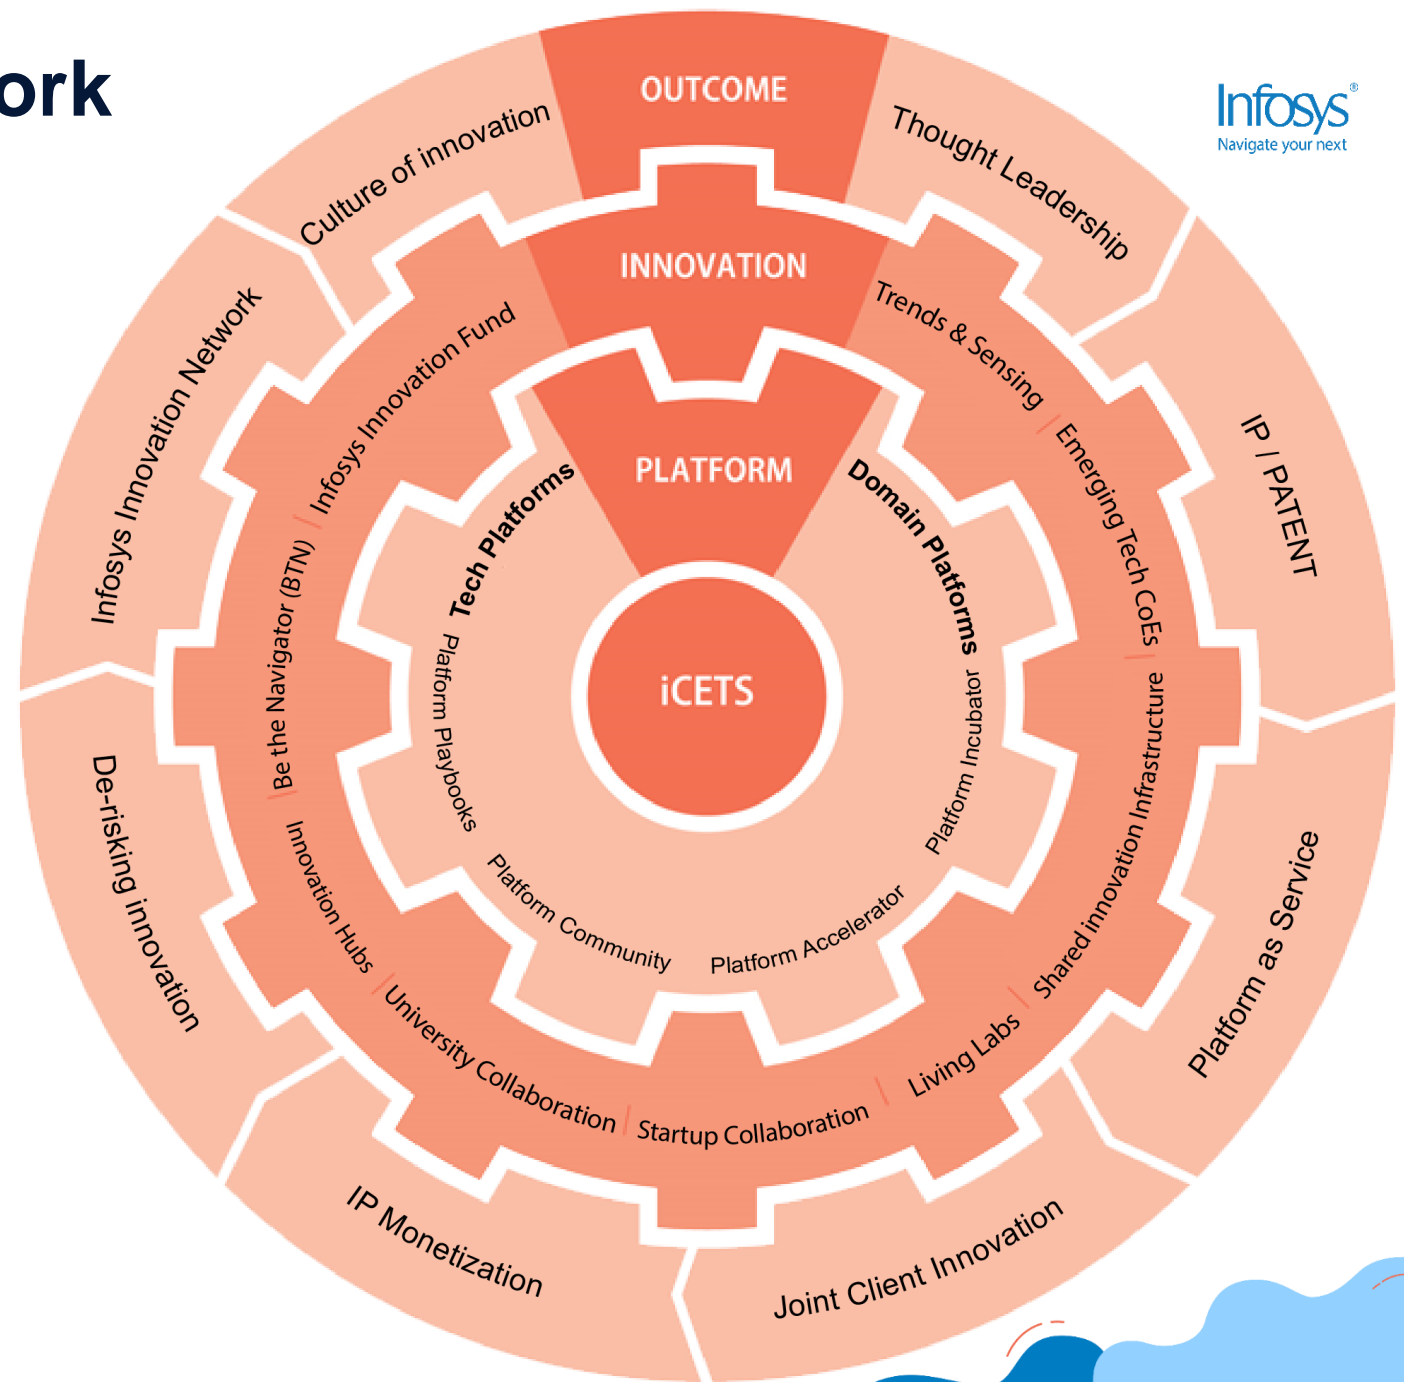 ork
Infosys®
Navigate your next
OUTCOME
Thought Leadership
IP / PATENT
Platform as Service
Joint Client Innovation
IP Monetization
De-risking innovation
Infosys Innovation Network
Culture of innovation
INNOVATION
Trends & Sensing
Emerging Tech CoEs
Shared innovation Infrastructure
Living Labs
Startup Collaboration
University Collaboration
Innovation Hubs
Be the Navigator (BTN)
Infosys Innovation Fund
PLATFORM
Domain Platforms
Platform Incubator
Platform Accelerator
Platform Community
Platform Playbooks
Tech Platforms
iCETS